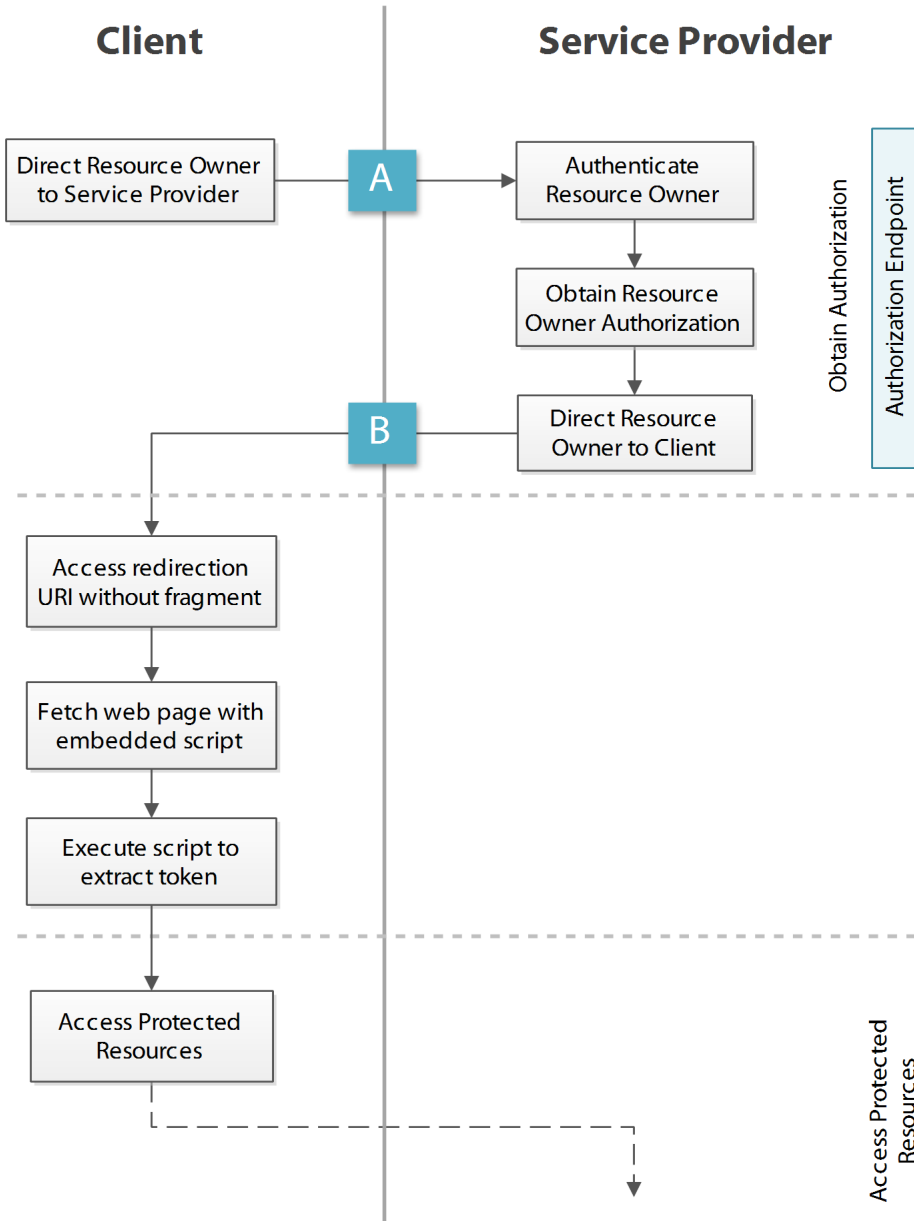 Client
Service Provider
Direct Resource Owner
to Service Provider
A
Authenticate
Resource Owner
Obtain Resource
Owner Authorization
Direct Resource
Owner to Client
B
Obtain Authorization
Authorization Endpoint
Access redirection
URI without fragment
Fetch web page with
embedded script
Execute script to
extract token
Access Protected
Resources
Access Protected
Resources